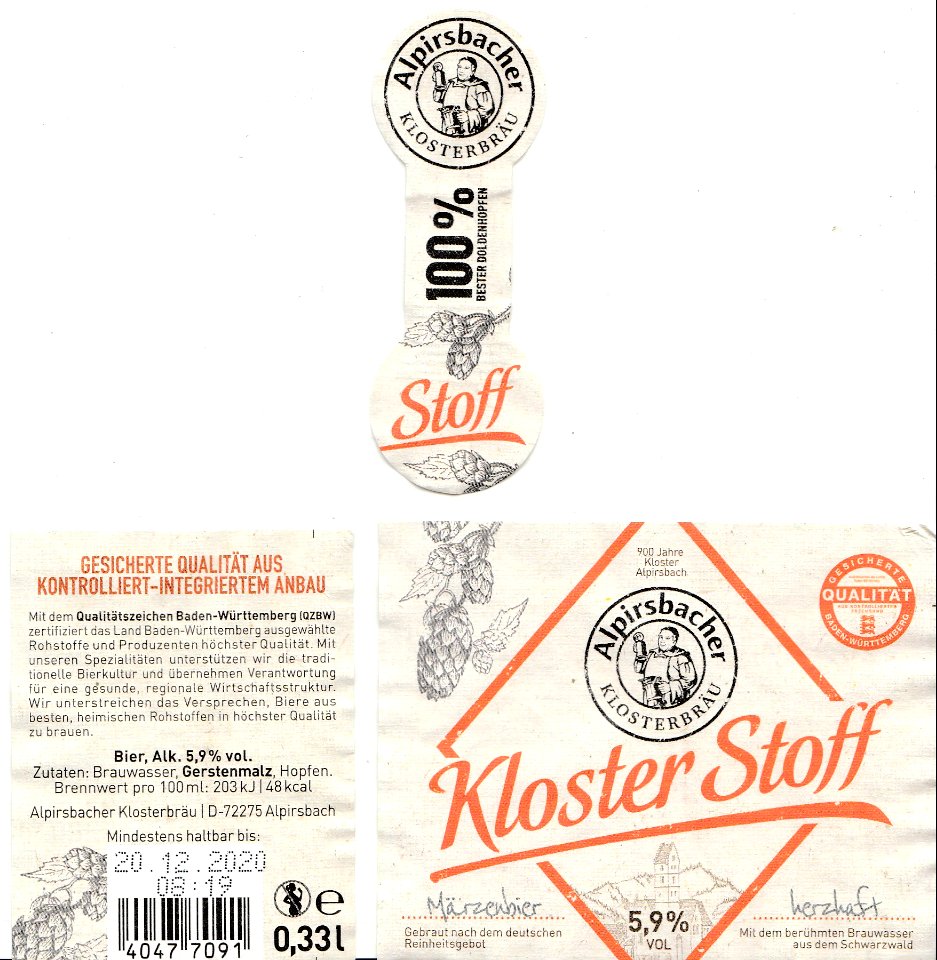 Alpirsbacher
KLOSTERBRÄU
100%
BESTER DOLDENHOPFEN
Stoff
GESICHERTE QUALITÄT AUS
KONTROLLIERT-INTEGRIERTEM ANBAU
Mit dem Qualitätszeichen Baden-Württemberg (QZBW)
zertifiziert das Land Baden-Württemberg ausgewählte
Rohstoffe und Produzenten höchster Qualität. Mit
unseren Spezialitäten unterstützen wir die tradi-
tionelle Bierkultur und übernehmen Verantwortung
für eine gesunde, regionale Wirtschaftsstruktur.
Wir unterstreichen das Versprechen, Biere aus
besten, heimischen Rohstoffen in höchster Qualität
zu brauen.
Bier, Alk. 5,9% vol.
Zutaten: Brauwasser, Gerstenmalz, Hopfen.
Brennwert pro 100 ml: 203 kJ | 48 kcal
Alpirsbacher Klosterbräu | D-72275 Alpirsbach
Mindestens haltbar bis:
20.12.2020
08:19
4047 7091
e
0,33 l
900 Jahre
Kloster
Alpirsbach
Alpirsbacher
KLOSTERBRÄU
GESICHERTE
QUALITÄT
BADEN-WÜRTTEMBERG
Kloster Stoff
Märzenbier
herzhaft
5,9%
VOL
Gebraut nach dem deutschen
Reinheitsgebot
Mit dem berühmten Brauwasser
aus dem Schwarzwald